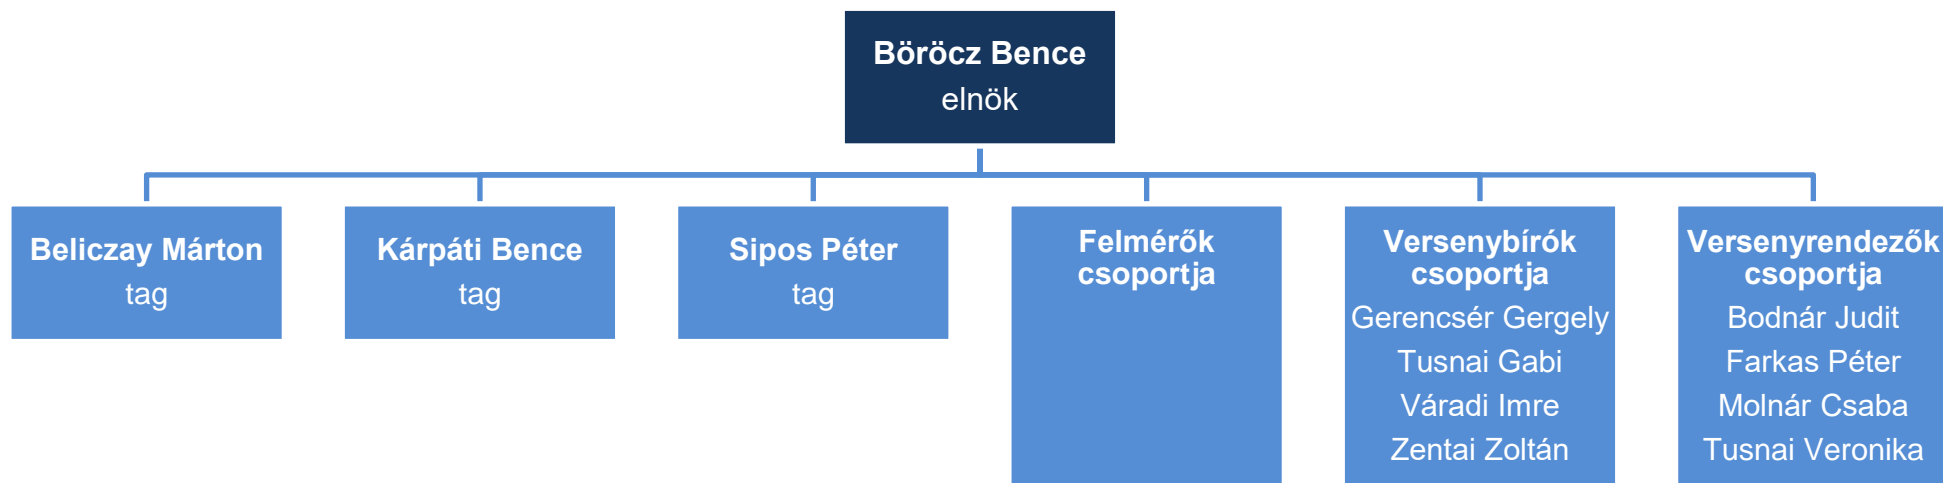 Böröcz Bence
elnök
Beliczay Márton
tag
Kárpáti Bence
tag
Sipos Péter
tag
Felmérők
csoportja
Versenybírók
csoportja
Gerencsér Gergely
Tusnai Gabi
Váradi Imre
Zentai Zoltán
Versenyrendezők
csoportja
Bodnár Judit
Farkas Péter
Molnár Csaba
Tusnai Veronika